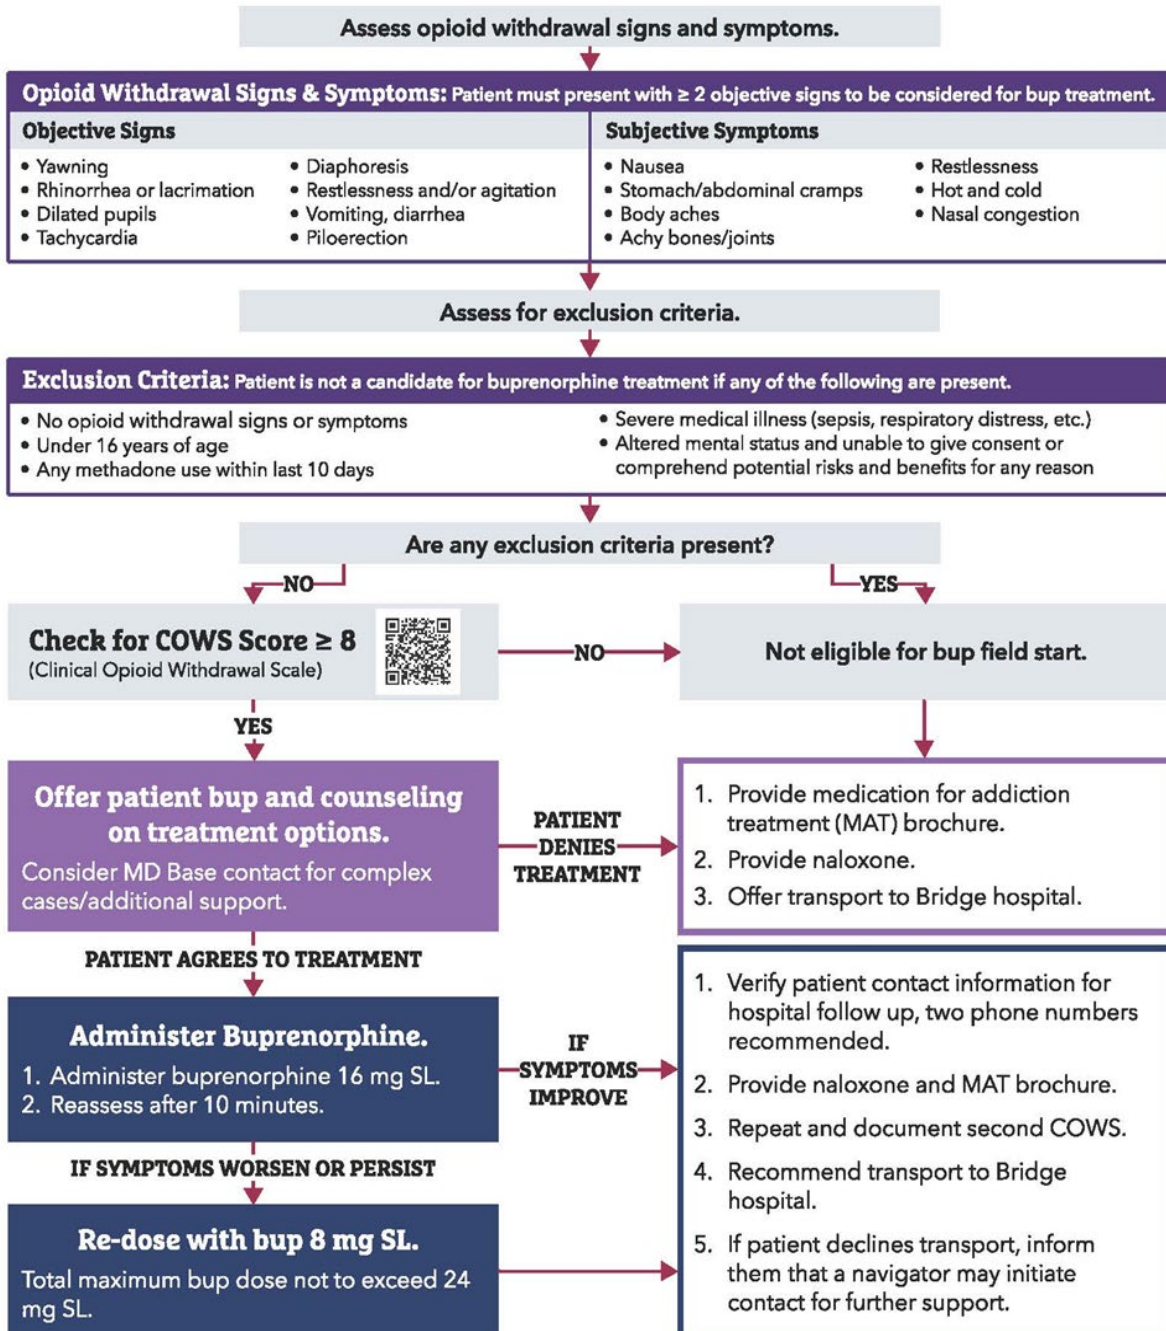 Assess opioid withdrawal signs and symptoms.
Opioid Withdrawal Signs & Symptoms: Patient must present with ≥ 2 objective signs to be considered for bup treatment.
Objective Signs
• Yawning
• Rhinorrhea or lacrimation
• Dilated pupils
• Tachycardia
• Diaphoresis
• Restlessness and/or agitation
• Vomiting, diarrhea
• Piloerection
Subjective Symptoms
• Nausea
• Stomach/abdominal cramps
• Body aches
• Achy bones/joints
• Restlessness
• Hot and cold
• Nasal congestion
Assess for exclusion criteria.
Exclusion Criteria: Patient is not a candidate for buprenorphine treatment if any of the following are present.
• No opioid withdrawal signs or symptoms
• Under 16 years of age
• Any methadone use within last 10 days
• Severe medical illness (sepsis, respiratory distress, etc.)
• Altered mental status and unable to give consent or
comprehend potential risks and benefits for any reason
Are any exclusion criteria present?
NO
YES
Check for COWS Score ≥ 8
(Clinical Opioid Withdrawal Scale)
NO
Not eligible for bup field start.
YES
Offer patient bup and counseling
on treatment options.
Consider MD Base contact for complex
cases/additional support.
PATIENT
DENIES
TREATMENT
1. Provide medication for addiction
treatment (MAT) brochure.
2. Provide naloxone.
3. Offer transport to Bridge hospital.
PATIENT AGREES TO TREATMENT
Administer Buprenorphine.
1. Administer buprenorphine 16 mg SL.
2. Reassess after 10 minutes.
IF
SYMPTOMS
IMPROVE
1. Verify patient contact information for
hospital follow up, two phone numbers
recommended.
2. Provide naloxone and MAT brochure.
3. Repeat and document second COWS.
4. Recommend transport to Bridge
hospital.
5. If patient declines transport, inform
them that a navigator may initiate
contact for further support.
IF SYMPTOMS WORSEN OR PERSIST
Re-dose with bup 8 mg SL.
Total maximum bup dose not to exceed 24
mg SL.